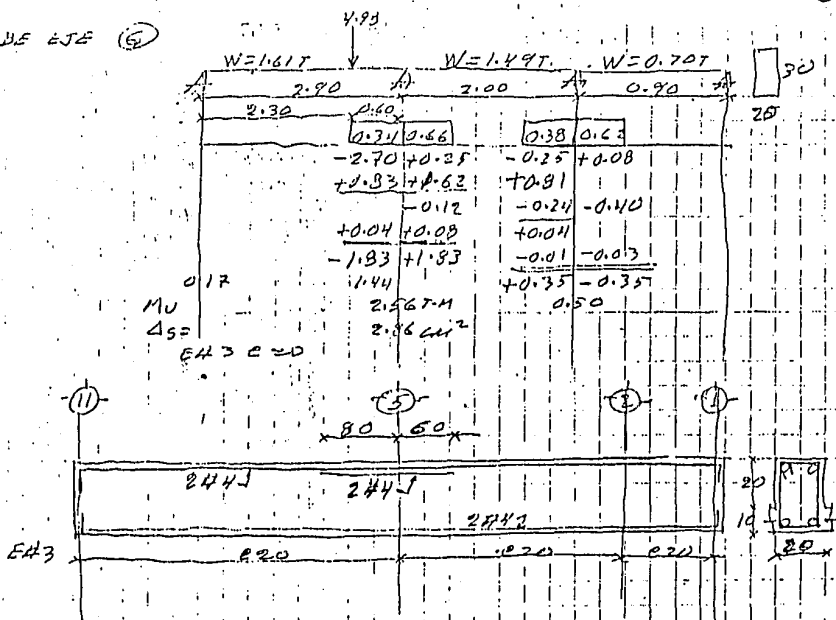 4.93
DE EJE (6)
W=1.61T W=1.49T. W=0.70T
2.90 2.00 0.90 30
2.30 0.60 25
0.34 0.66 0.38 0.62
-2.70 +0.25 -0.25 +0.08
+0.83 +1.62 +0.81
-0.12 -0.24 -0.40
+0.04 +0.08 +0.04
-1.83 +1.83 -0.01 -0.03
0.17 1.44 +0.35 -0.35
MU 2.56 T-M 0.50
ΔS= 2.86 CM²
E#3 C=D
11 5 2 1
80 60
2#4 2#4 20
2#4 10
E#3 @20 @20 @20 20